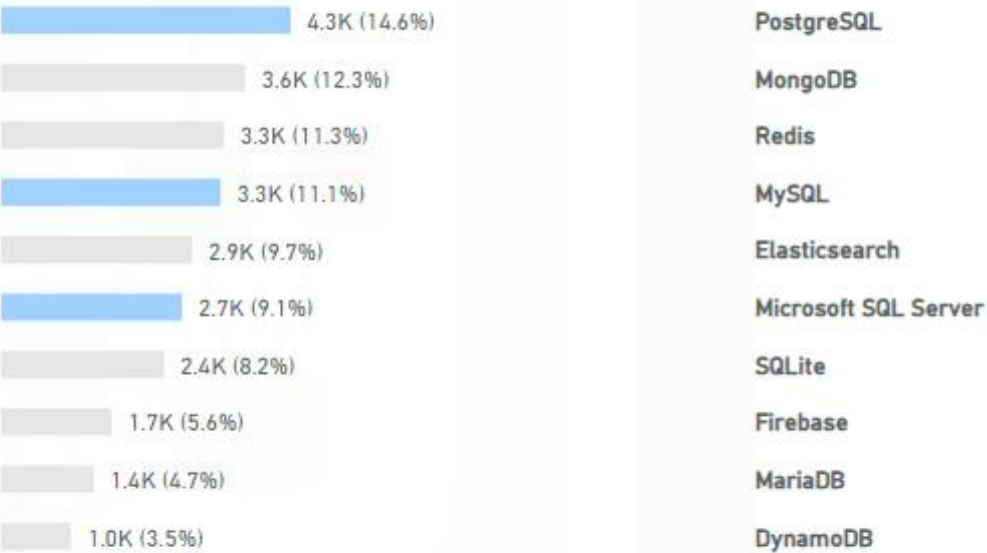 4.3K (14.6%) PostgreSQL
3.6K (12.3%) MongoDB
3.3K (11.3%) Redis
3.3K (11.1%) MySQL
2.9K (9.7%) Elasticsearch
2.7K (9.1%) Microsoft SQL Server
2.4K (8.2%) SQLite
1.7K (5.6%) Firebase
1.4K (4.7%) MariaDB
1.0K (3.5%) DynamoDB